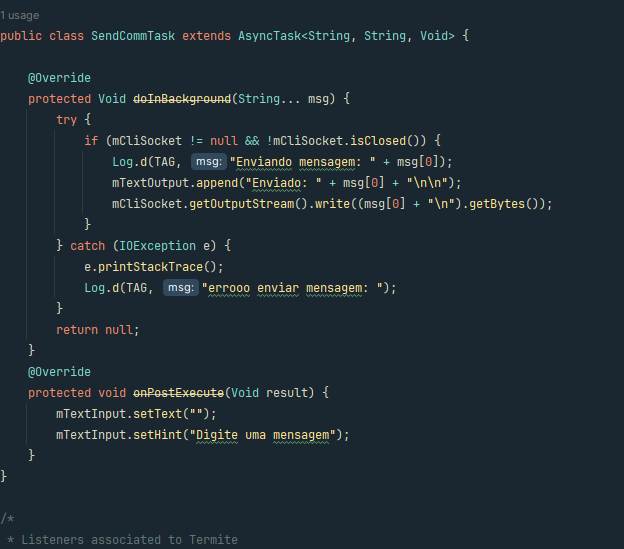 1 usage
public class SendCommTask extends AsyncTask<String, String, Void> {
@Override
protected Void doInBackground(String... msg) {
try {
if (mCliSocket != null && !mCliSocket.isClosed()) {
Log.d(TAG, msg: "Enviando mensagem: " + msg[0]);
mTextOutput.append("Enviado: " + msg[0] + "\n\n");
mCliSocket.getOutputStream().write((msg[0] + "\n").getBytes());
}
} catch (IOException e) {
e.printStackTrace();
Log.d(TAG, msg: "errooo enviar mensagem: ");
}
return null;
}
@Override
protected void onPostExecute(Void result) {
mTextInput.setText("");
mTextInput.setHint("Digite uma mensagem");
}
}
/*
* Listeners associated to Termite